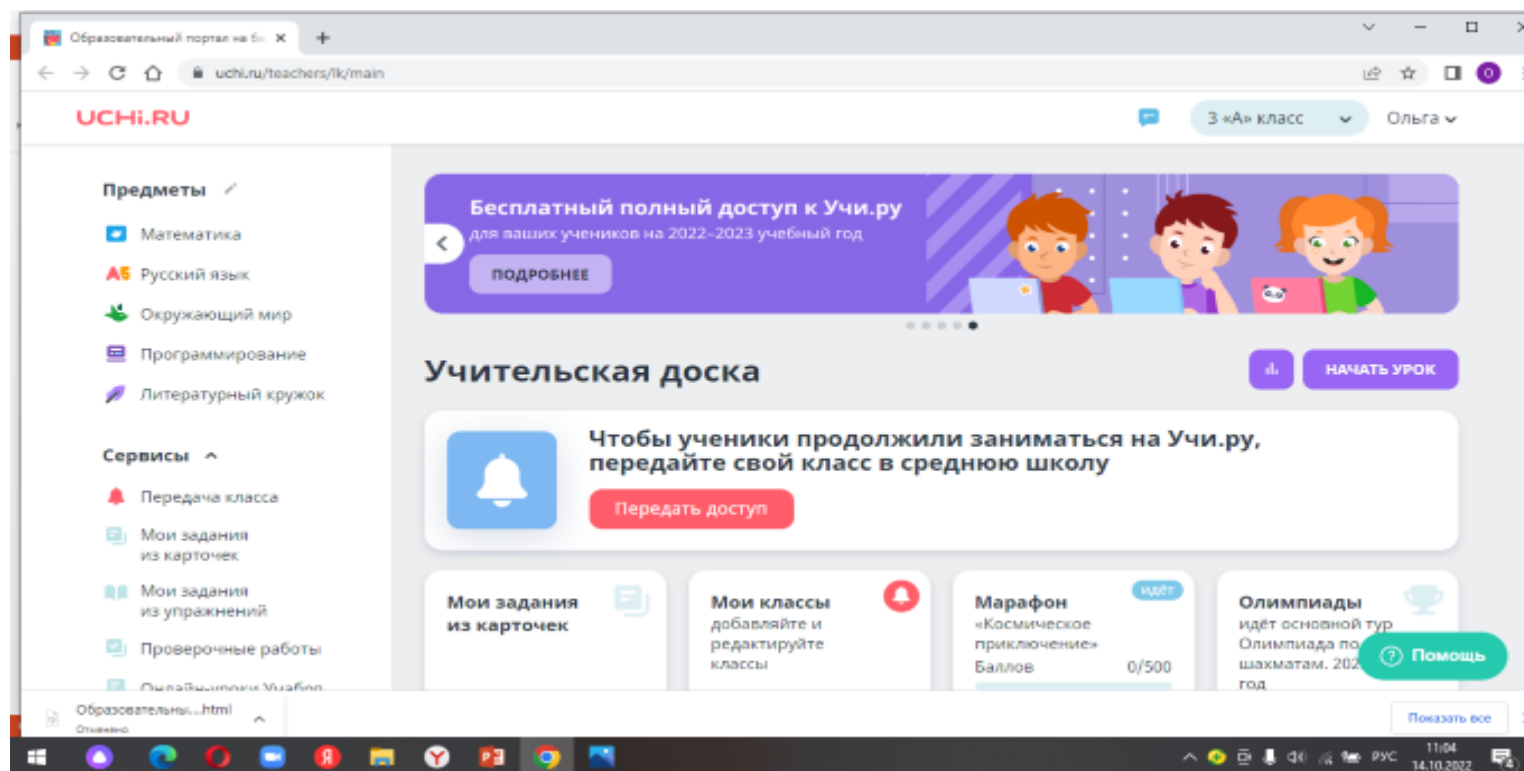 Образовательный портал на ба
uchi.ru/teachers/lk/main
UCHi.RU
3 «А» класс
Ольга
Предметы
Математика
Русский язык
Окружающий мир
Программирование
Литературный кружок
Сервисы
Передача класса
Мои задания
из карточек
Мои задания
из упражнений
Проверочные работы
Бесплатный полный доступ к Учи.ру
для ваших учеников на 2022–2023 учебный год
ПОДРОБНЕЕ
Учительская доска
НАЧАТЬ УРОК
Чтобы ученики продолжили заниматься на Учи.ру,
передайте свой класс в среднюю школу
Передать доступ
Мои задания
из карточек
Мои классы
добавляйте и
редактируйте
классы
идёт
Марафон
«Космическое
приключение»
Баллов 0/500
Олимпиады
идёт основной тур
Олимпиада по
шахматам. 202
год
Помощь
Образовательны....html
Отменено
Показать все
РУС
11:04
14.10.2022